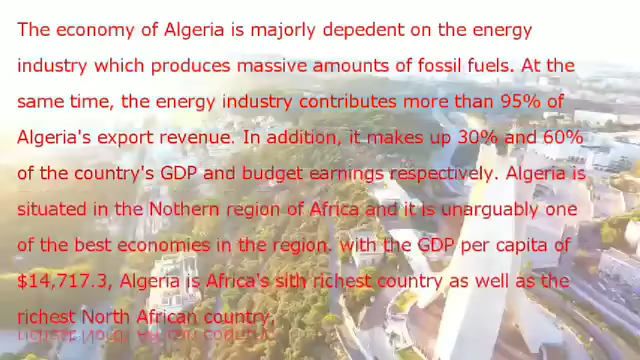 The economy of Algeria is majorly depedent on the energy
industry which produces massive amounts of fossil fuels. At the
same time, the energy industry contributes more than 95% of
Algeria's export revenue. In addition, it makes up 30% and 60%
of the country's GDP and budget earnings respectively. Algeria is
situated in the Nothern region of Africa and it is unarguably one
of the best economies in the region. with the GDP per capita of
$14,717.3, Algeria is Africa's sith richest country as well as the
richest North African country.